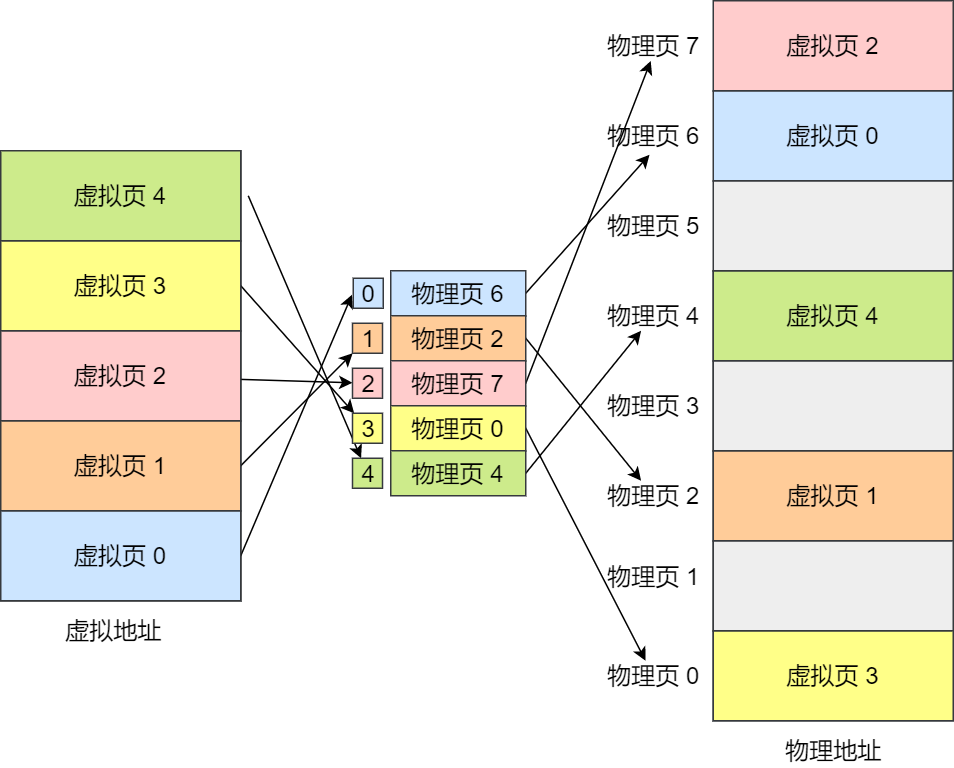 虚拟页 4
虚拟页 3
虚拟页 2
虚拟页 1
虚拟页 0
虚拟地址
0 物理页 6
1 物理页 2
2 物理页 7
3 物理页 0
4 物理页 4
物理页 7 虚拟页 2
物理页 6 虚拟页 0
物理页 5
物理页 4 虚拟页 4
物理页 3
物理页 2 虚拟页 1
物理页 1
物理页 0 虚拟页 3
物理地址